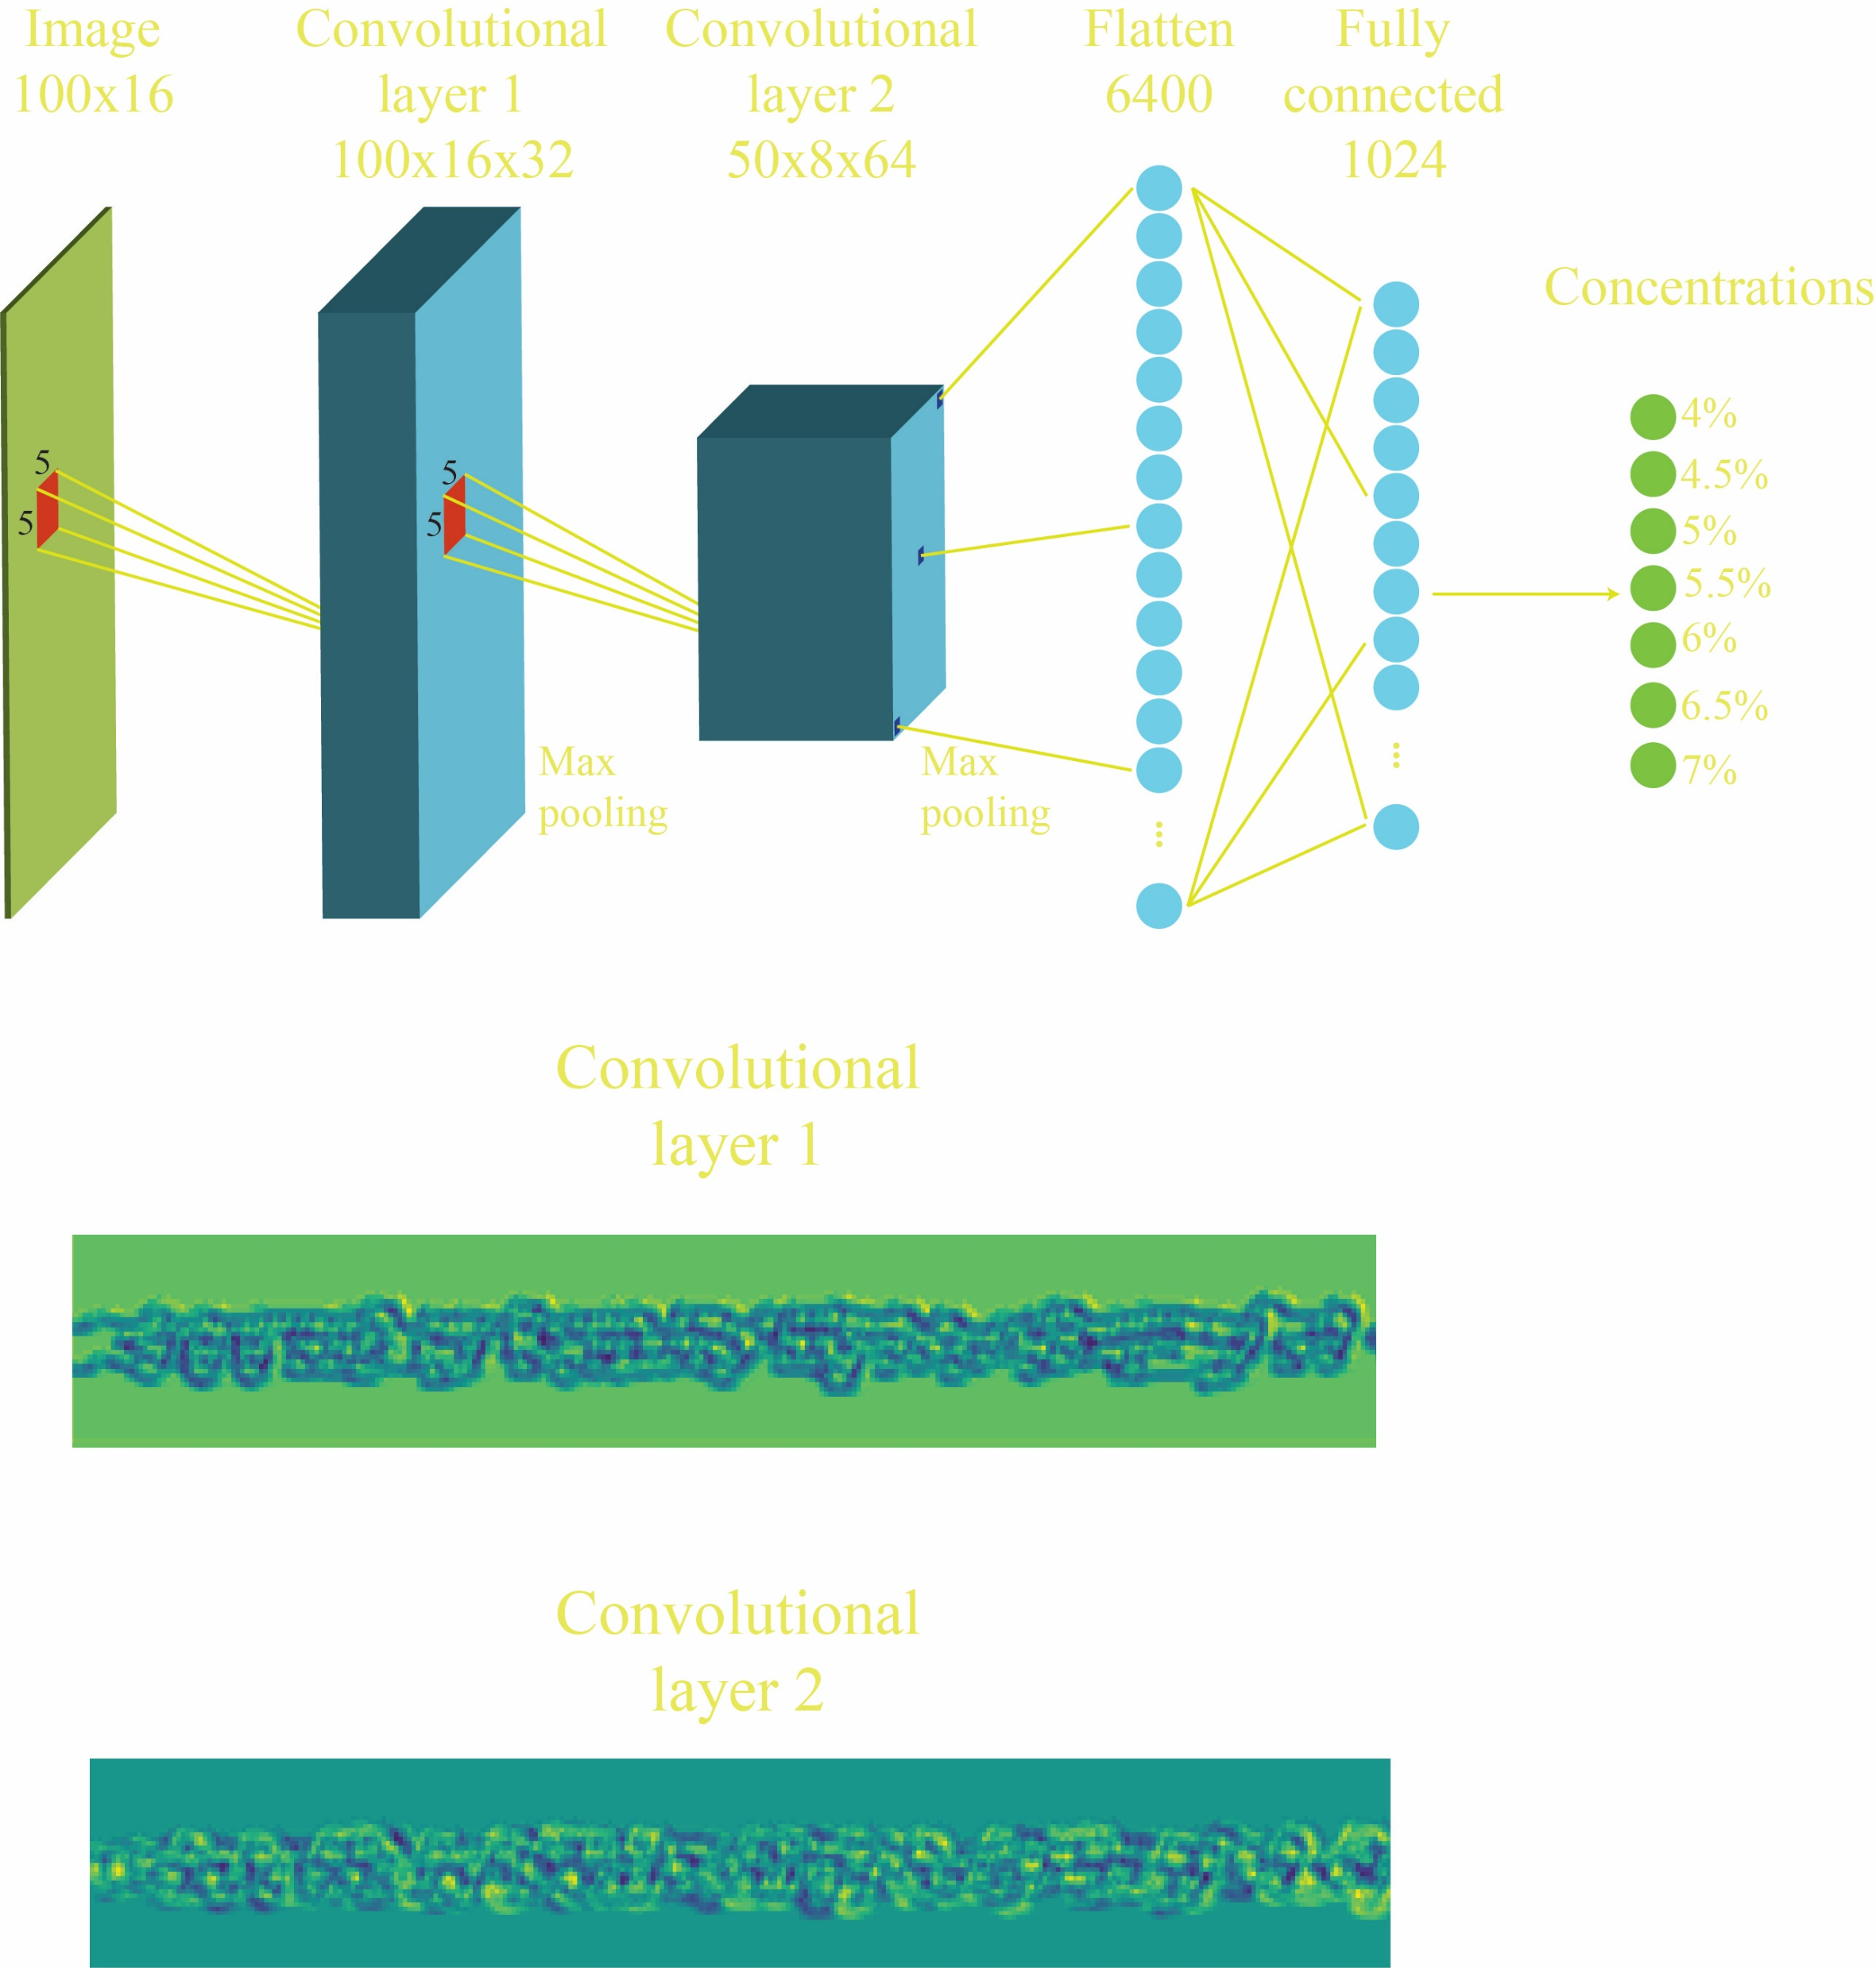 Image
100x16
Convolutional
layer 1
100x16x32
Convolutional
layer 2
50x8x64
Flatten
6400
Fully
connected
1024
Concentrations
4%
4.5%
5%
5.5%
6%
6.5%
7%
5
5
5
5
Max
pooling
Max
pooling
Convolutional
layer 1
Convolutional
layer 2